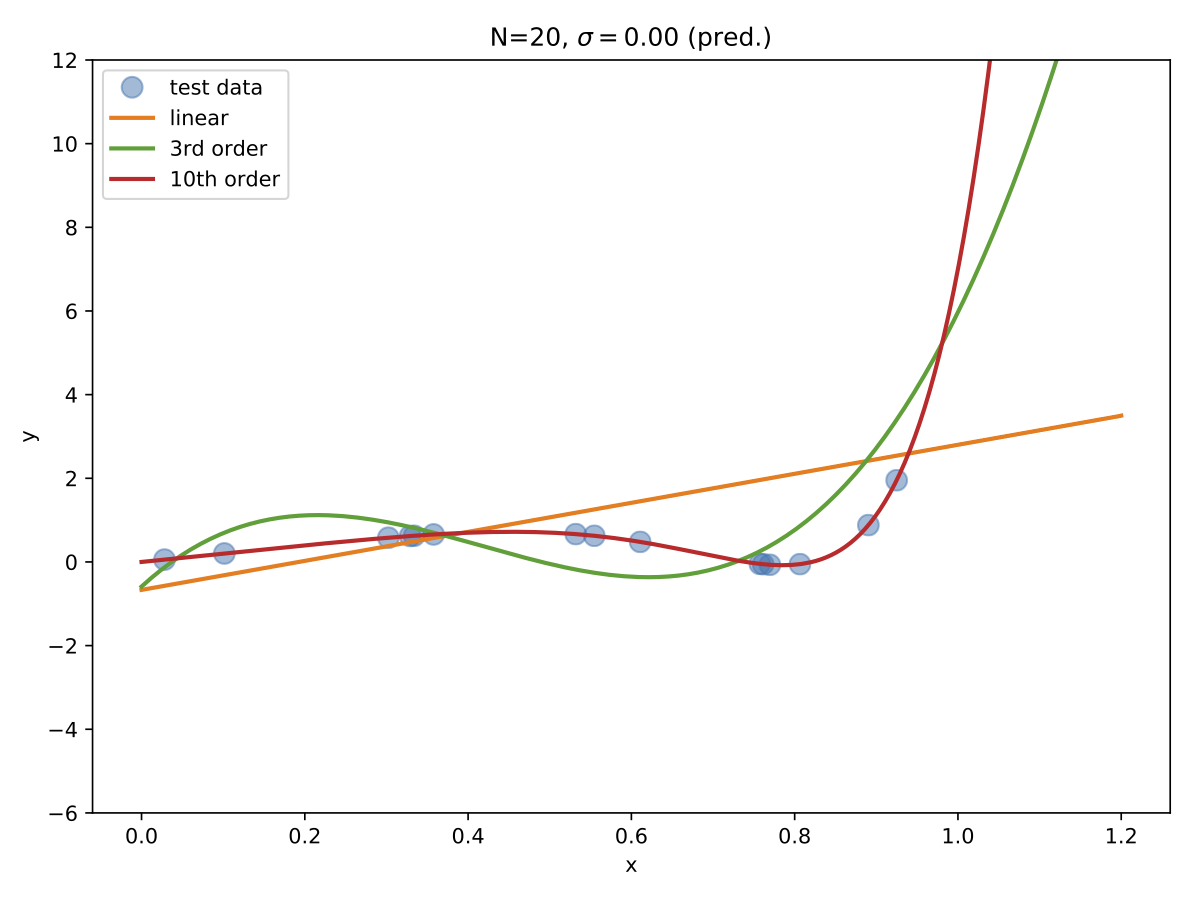 N=20, σ = 0.00 (pred.)
12
10
8
6
4
2
0
−2
−4
−6
y
test data
linear
3rd order
10th order
0.0 0.2 0.4 0.6 0.8 1.0 1.2
x